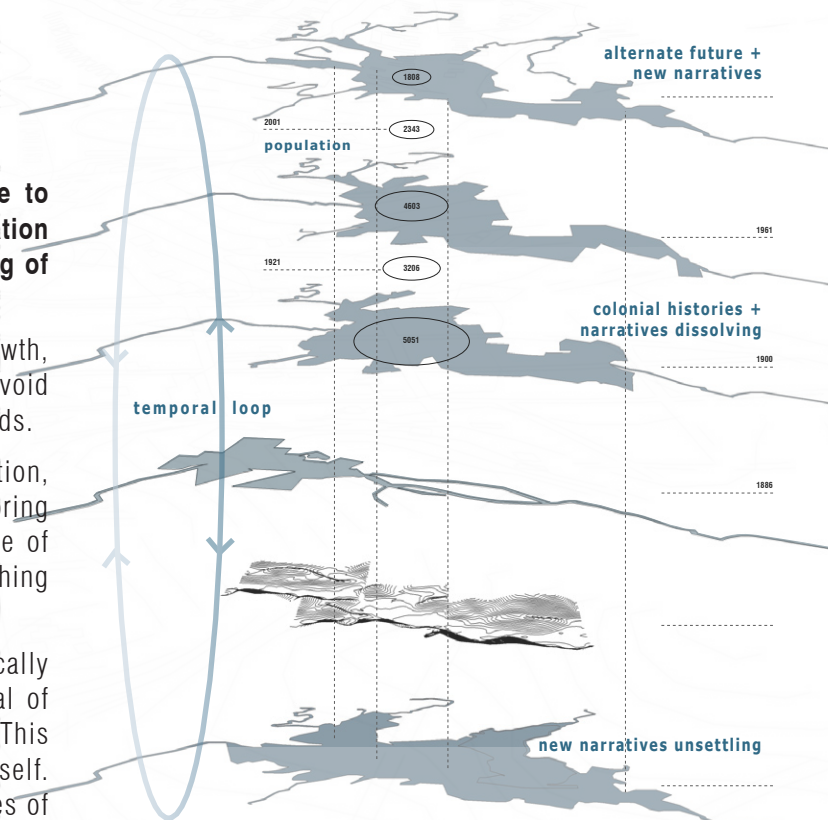 e to
ation
g of
wth,
void
ds.
tion,
oring
e of
hing
cally
al of
This
self.
es of
alternate future +
new narratives
1808
2001
2343
population
4603
1961
1921
3206
colonial histories +
narratives dissolving
5051
1900
temporal loop
1886
new narratives unsettling